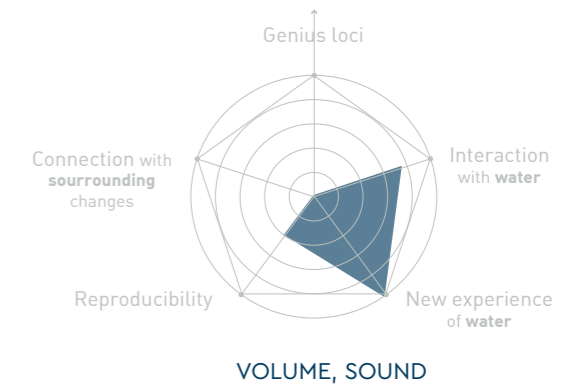 Genius loci
Connection with
sourrounding
changes
Interaction
with water
Reproducibility
New experience
of water
VOLUME, SOUND